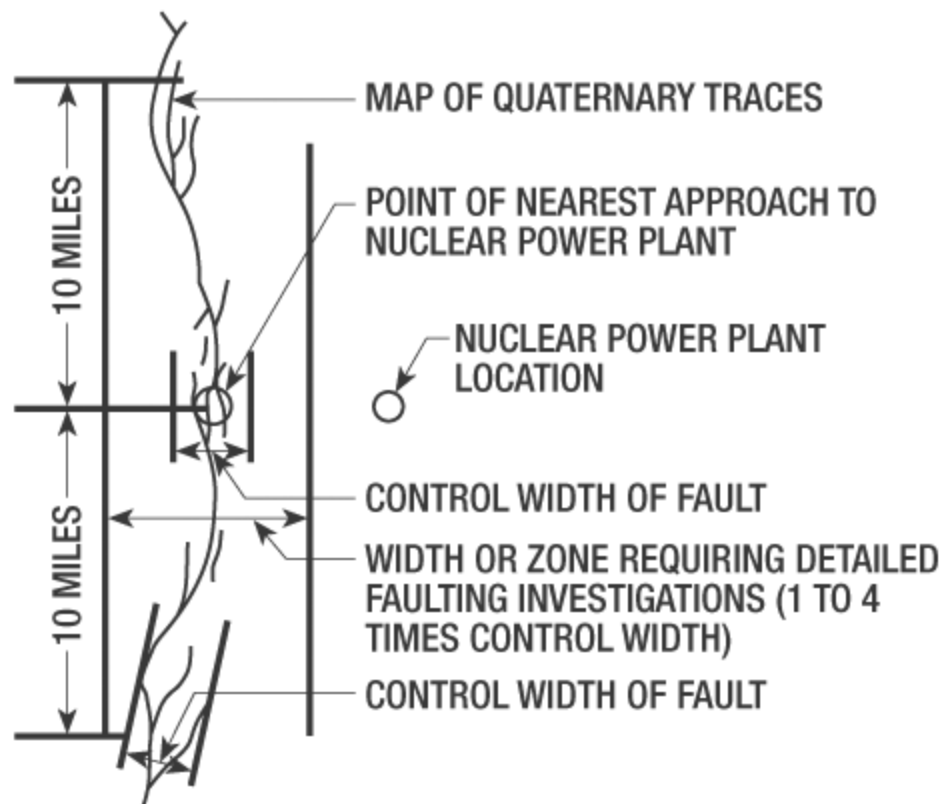 MAP OF QUATERNARY TRACES
10 MILES
POINT OF NEAREST APPROACH TO
NUCLEAR POWER PLANT
NUCLEAR POWER PLANT
LOCATION
10 MILES
CONTROL WIDTH OF FAULT
WIDTH OR ZONE REQUIRING DETAILED
FAULTING INVESTIGATIONS (1 TO 4
TIMES CONTROL WIDTH)
CONTROL WIDTH OF FAULT